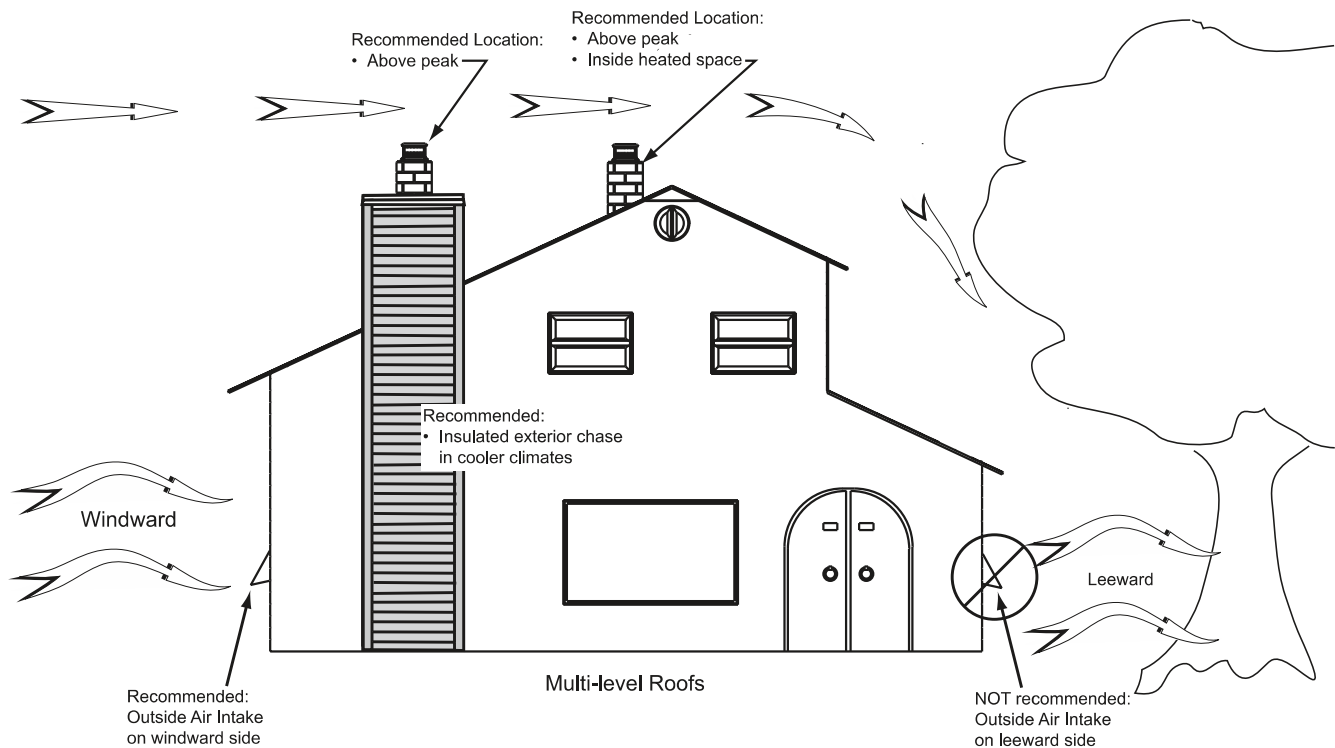 Recommended Location:
• Above peak
Recommended Location:
• Above peak
• Inside heated space
Recommended:
• Insulated exterior chase
in cooler climates
Windward
Leeward
Recommended:
Outside Air Intake
on windward side
Multi-level Roofs
NOT recommended:
Outside Air Intake
on leeward side